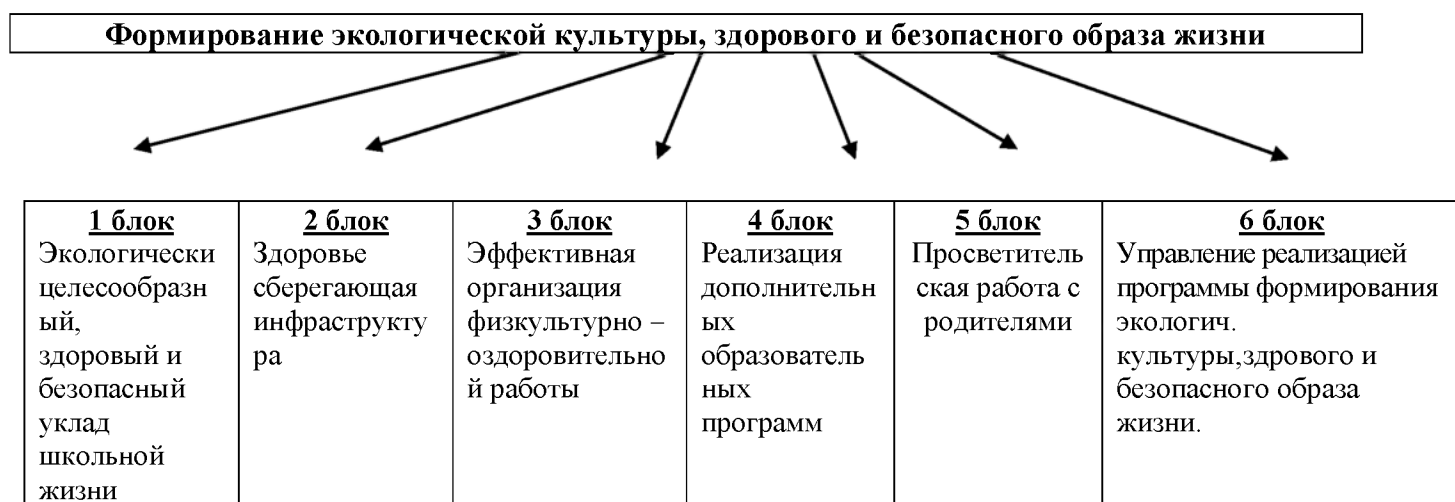 Формирование экологической культуры, здорового и безопасного образа жизни
1 блок
Экологически
целесообразн
ый,
здоровый и
безопасный
уклад
школьной
жизни
2 блок
Здоровье
сберегающая
инфраструкту
ра
3 блок
Эффективная
организация
физкультурно –
оздоровительно
й работы
4 блок
Реализация
дополнительн
ых
образователь
ных
программ
5 блок
Просветитель
ская работа с
родителями
6 блок
Управление реализацией
программы формирования
экологич.
культуры,здрового и
безопасного образа
жизни.